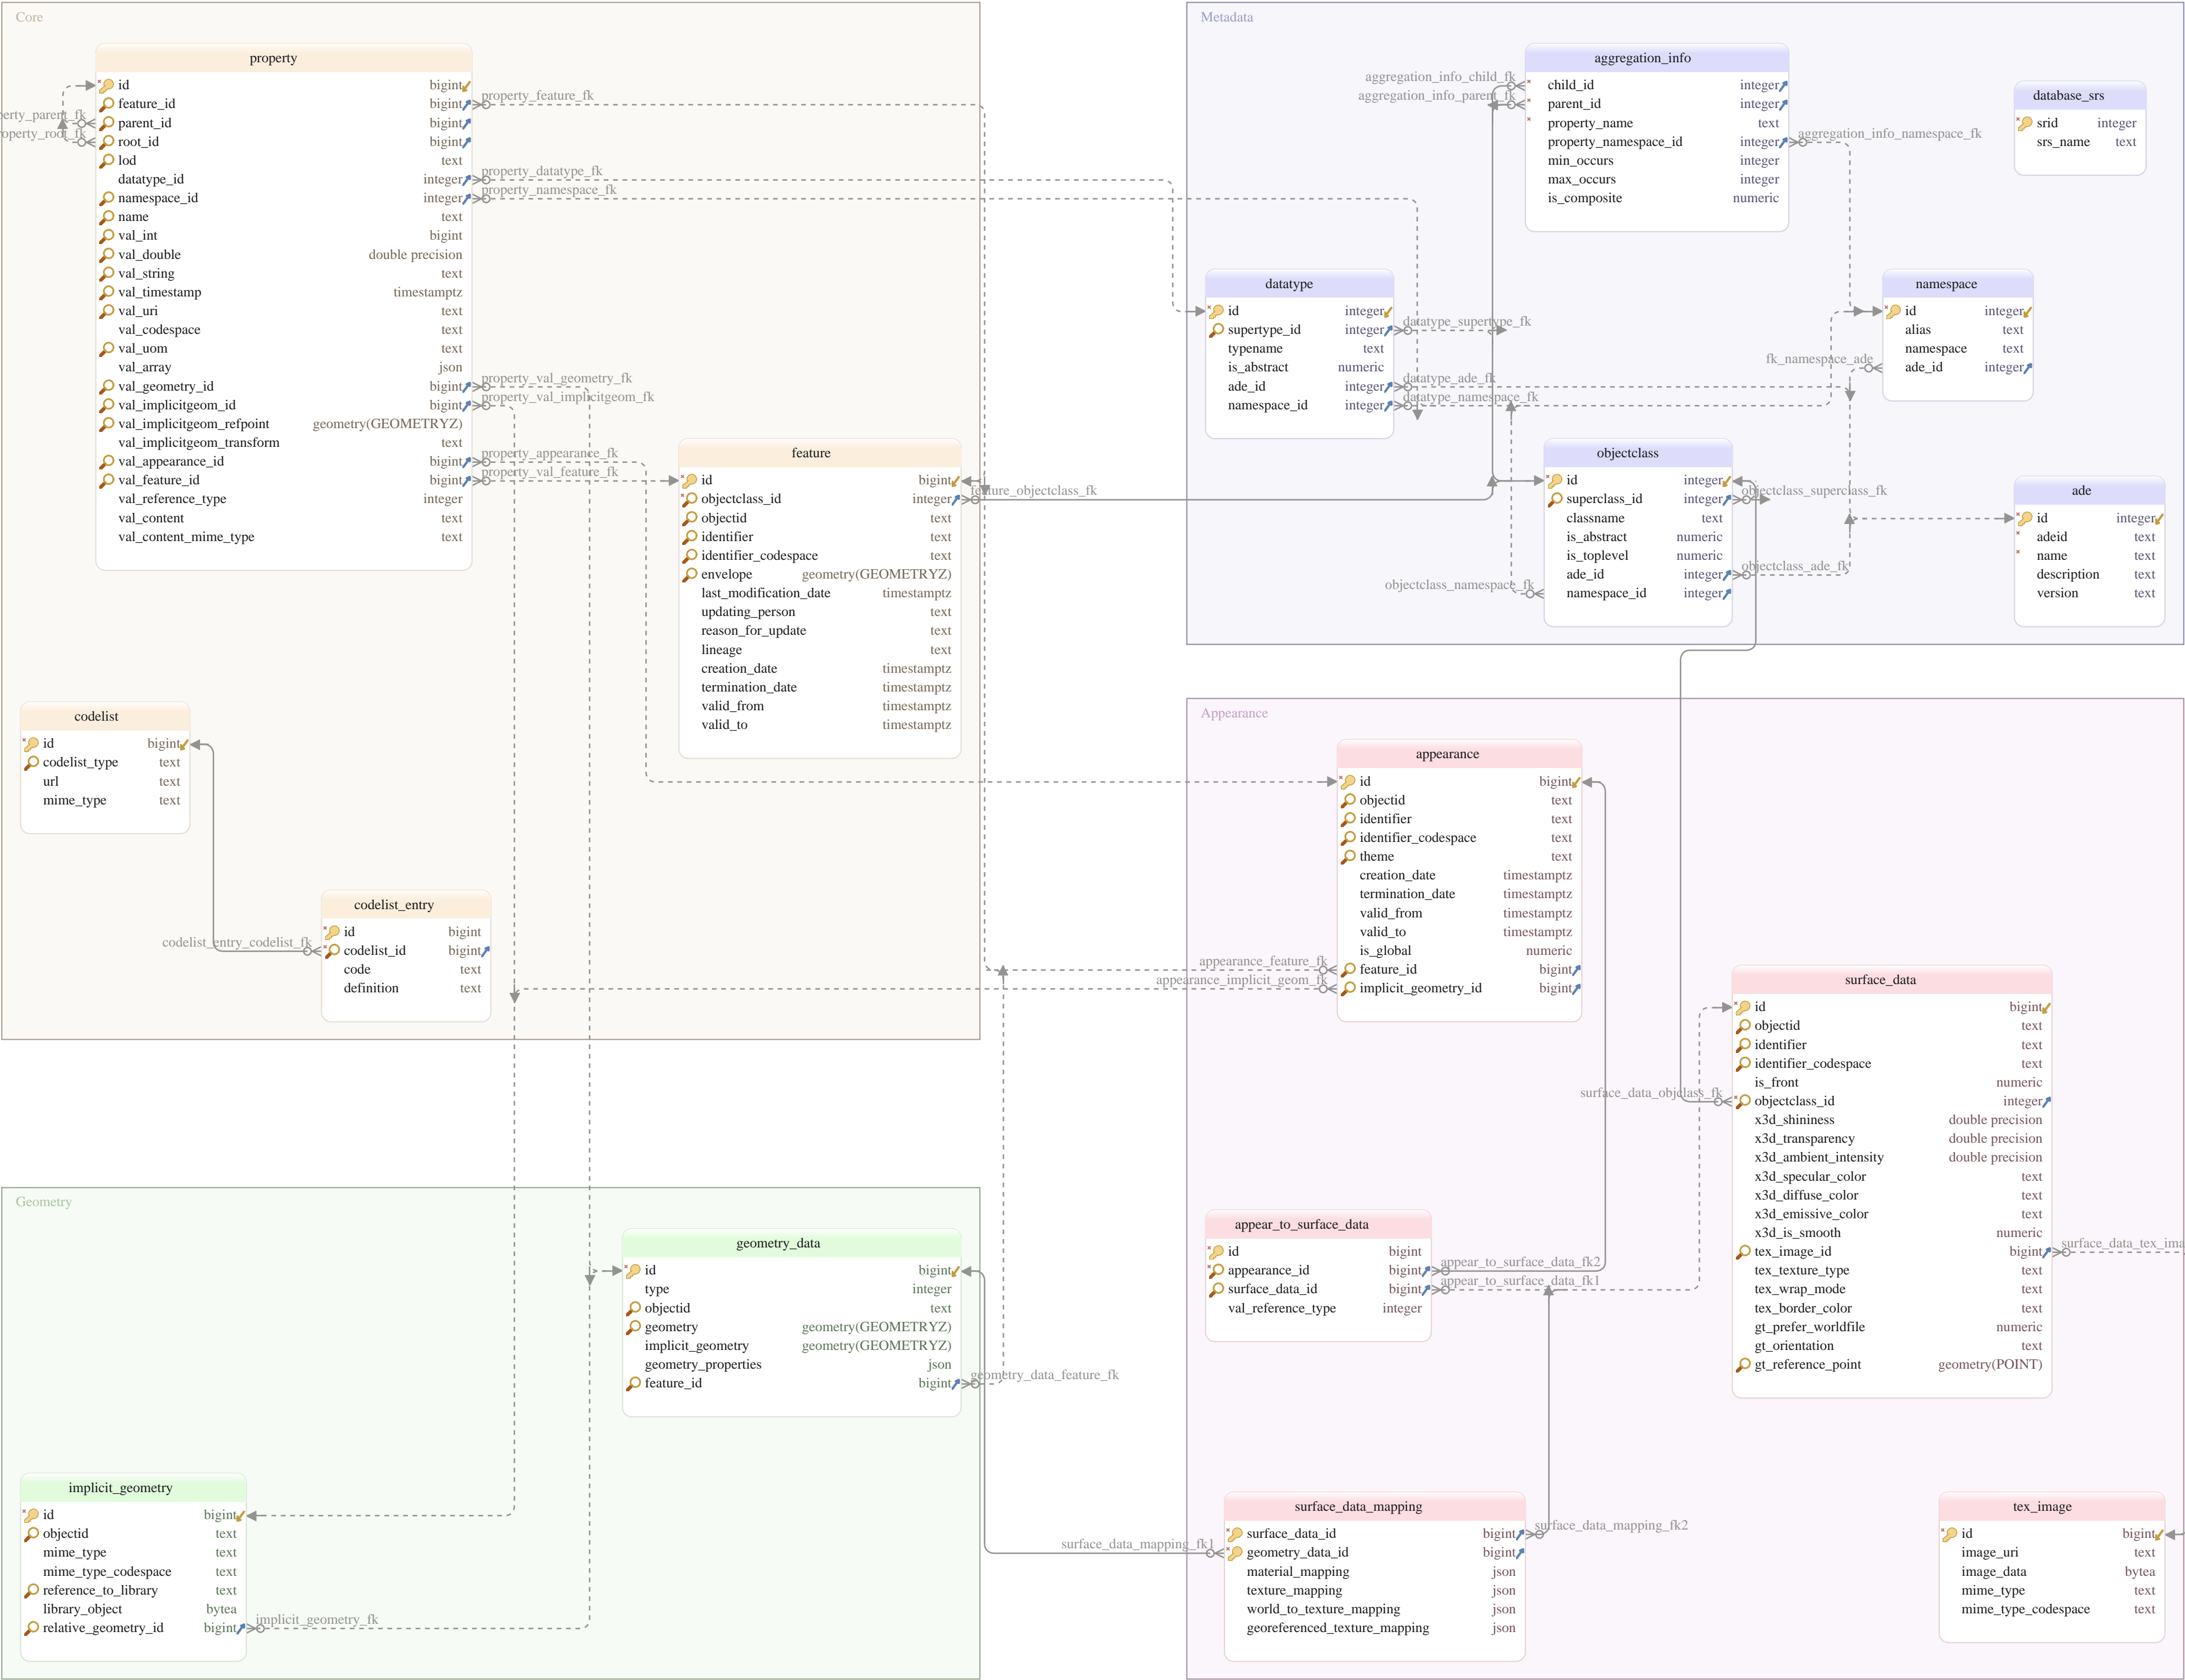 Core
property
id bigint
feature_id bigint
parent_id bigint
root_id bigint
lod text
datatype_id integer
namespace_id integer
name text
val_int bigint
val_double double precision
val_string text
val_timestamp timestamptz
val_uri text
val_codespace text
val_uom text
val_array json
val_geometry_id bigint
val_implicitgeom_id bigint
val_implicitgeom_refpoint geometry(GEOMETRYZ)
val_implicitgeom_transform text
val_appearance_id bigint
val_feature_id bigint
val_reference_type integer
val_content text
val_content_mime_type text
erty_parent_fk
roperty_root_fk
property_feature_fk
property_datatype_fk
property_namespace_fk
property_val_geometry_fk
property_val_implicitgeom_fk
property_appearance_fk
property_val_feature_fk
feature
id bigint
objectclass_id integer
objectid text
identifier text
identifier_codespace text
envelope geometry(GEOMETRYZ)
last_modification_date timestamptz
updating_person text
reason_for_update text
lineage text
creation_date timestamptz
termination_date timestamptz
valid_from timestamptz
valid_to timestamptz
feature_objectclass_fk
codelist
id bigint
codelist_type text
url text
mime_type text
codelist_entry
id bigint
codelist_id bigint
code text
definition text
codelist_entry_codelist_fk
Metadata
aggregation_info
child_id integer
parent_id integer
property_name text
property_namespace_id integer
min_occurs integer
max_occurs integer
is_composite numeric
aggregation_info_child_fk
aggregation_info_parent_fk
aggregation_info_namespace_fk
database_srs
srid integer
srs_name text
datatype
id integer
supertype_id integer
typename text
is_abstract numeric
ade_id integer
namespace_id integer
datatype_supertype_fk
datatype_ade_fk
datatype_namespace_fk
namespace
id integer
alias text
namespace text
ade_id integer
fk_namespace_ade
objectclass
id integer
superclass_id integer
classname text
is_abstract numeric
is_toplevel numeric
ade_id integer
namespace_id integer
objectclass_superclass_fk
objectclass_ade_fk
objectclass_namespace_fk
ade
id integer
adeid text
name text
description text
version text
Appearance
appearance
id bigint
objectid text
identifier text
identifier_codespace text
theme text
creation_date timestamptz
termination_date timestamptz
valid_from timestamptz
valid_to timestamptz
is_global numeric
feature_id bigint
implicit_geometry_id bigint
appearance_feature_fk
appearance_implicit_geom_fk
surface_data
id bigint
objectid text
identifier text
identifier_codespace text
is_front numeric
objectclass_id integer
x3d_shininess double precision
x3d_transparency double precision
x3d_ambient_intensity double precision
x3d_specular_color text
x3d_diffuse_color text
x3d_emissive_color text
x3d_is_smooth numeric
tex_image_id bigint
tex_texture_type text
tex_wrap_mode text
tex_border_color text
gt_prefer_worldfile numeric
gt_orientation text
gt_reference_point geometry(POINT)
surface_data_objclass_fk
surface_data_tex_ima
appear_to_surface_data
id bigint
appearance_id bigint
surface_data_id bigint
val_reference_type integer
appear_to_surface_data_fk2
appear_to_surface_data_fk1
surface_data_mapping
surface_data_id bigint
geometry_data_id bigint
material_mapping json
texture_mapping json
world_to_texture_mapping json
georeferenced_texture_mapping json
surface_data_mapping_fk2
surface_data_mapping_fk1
tex_image
id bigint
image_uri text
image_data bytea
mime_type text
mime_type_codespace text
Geometry
geometry_data
id bigint
type integer
objectid text
geometry geometry(GEOMETRYZ)
implicit_geometry geometry(GEOMETRYZ)
geometry_properties json
feature_id bigint
geometry_data_feature_fk
implicit_geometry
id bigint
objectid text
mime_type text
mime_type_codespace text
reference_to_library text
library_object bytea
relative_geometry_id bigint
implicit_geometry_fk